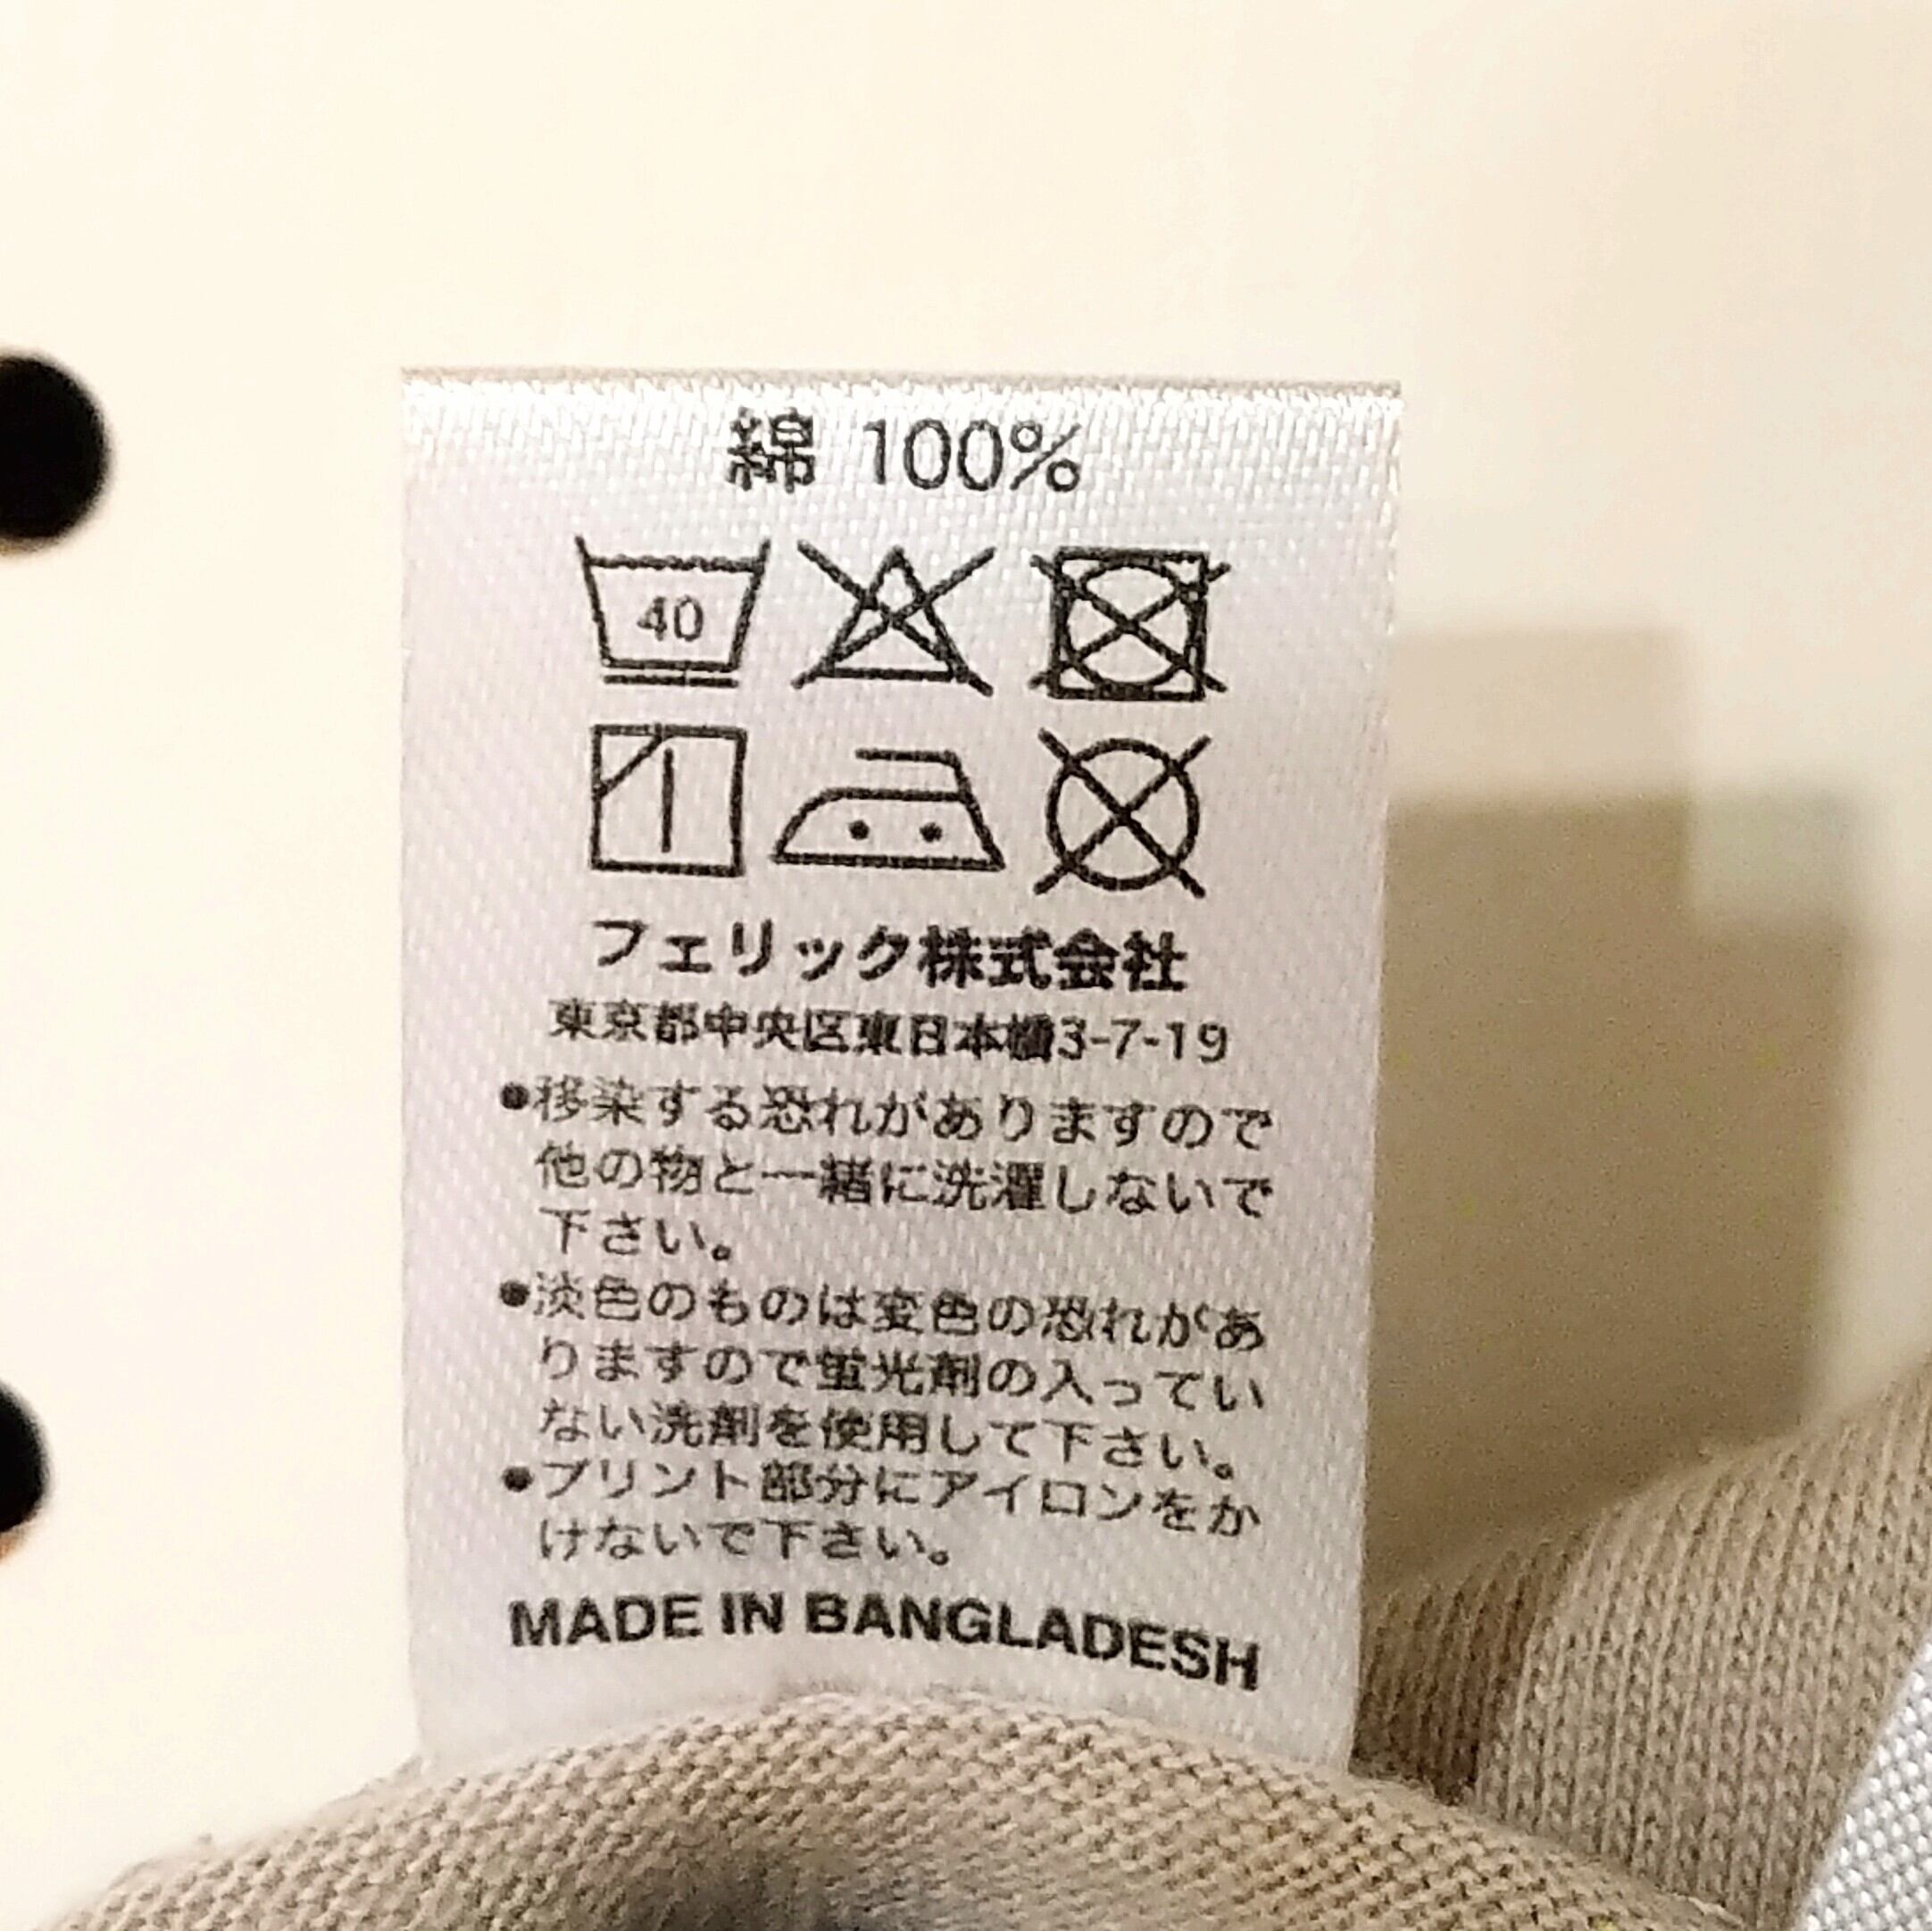 綿 100%
40
フェリック株式会社
東京都中央区東日本橋3-7-19
●移染する恐れがありますので
他の物と一緒に洗濯しないで
下さい。
●淡色のものは変色の恐れがあ
りますので蛍光剤の入ってい
ない洗剤を使用して下さい。
●プリント部分にアイロンをか
けないで下さい。
MADE IN BANGLADESH